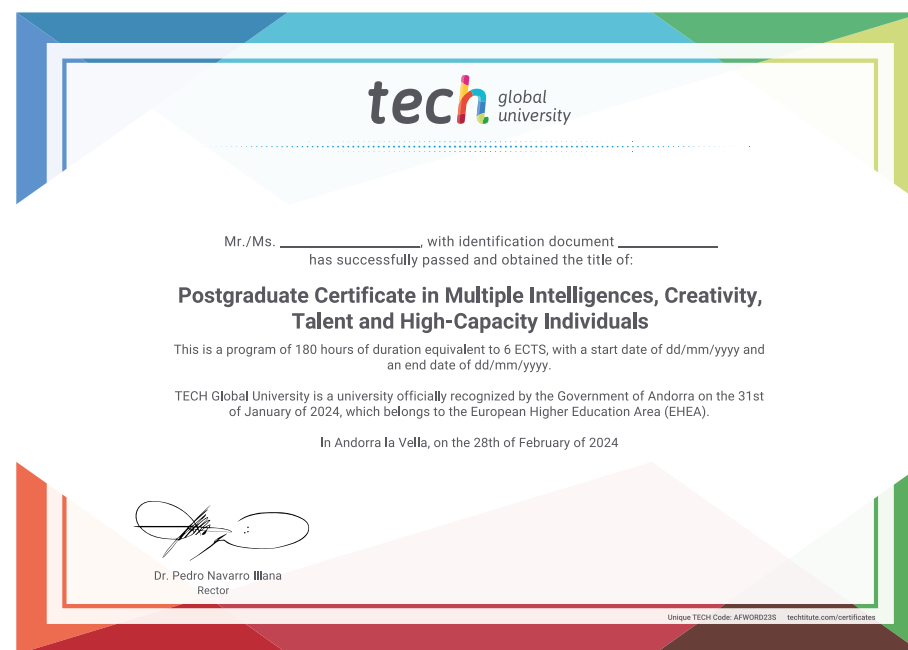 tech global
university
Mr./Ms. ____________, with identification document ____________
has successfully passed and obtained the title of:
Postgraduate Certificate in Multiple Intelligences, Creativity,
Talent and High-Capacity Individuals
This is a program of 180 hours of duration equivalent to 6 ECTS, with a start date of dd/mm/yyyy and
an end date of dd/mm/yyyy.
TECH Global University is a university officially recognized by the Government of Andorra on the 31st
of January of 2024, which belongs to the European Higher Education Area (EHEA).
In Andorra la Vella, on the 28th of February of 2024
Dr. Pedro Navarro Illana
Rector
Unique TECH Code: AFWORD23S techtitute.com/certificates